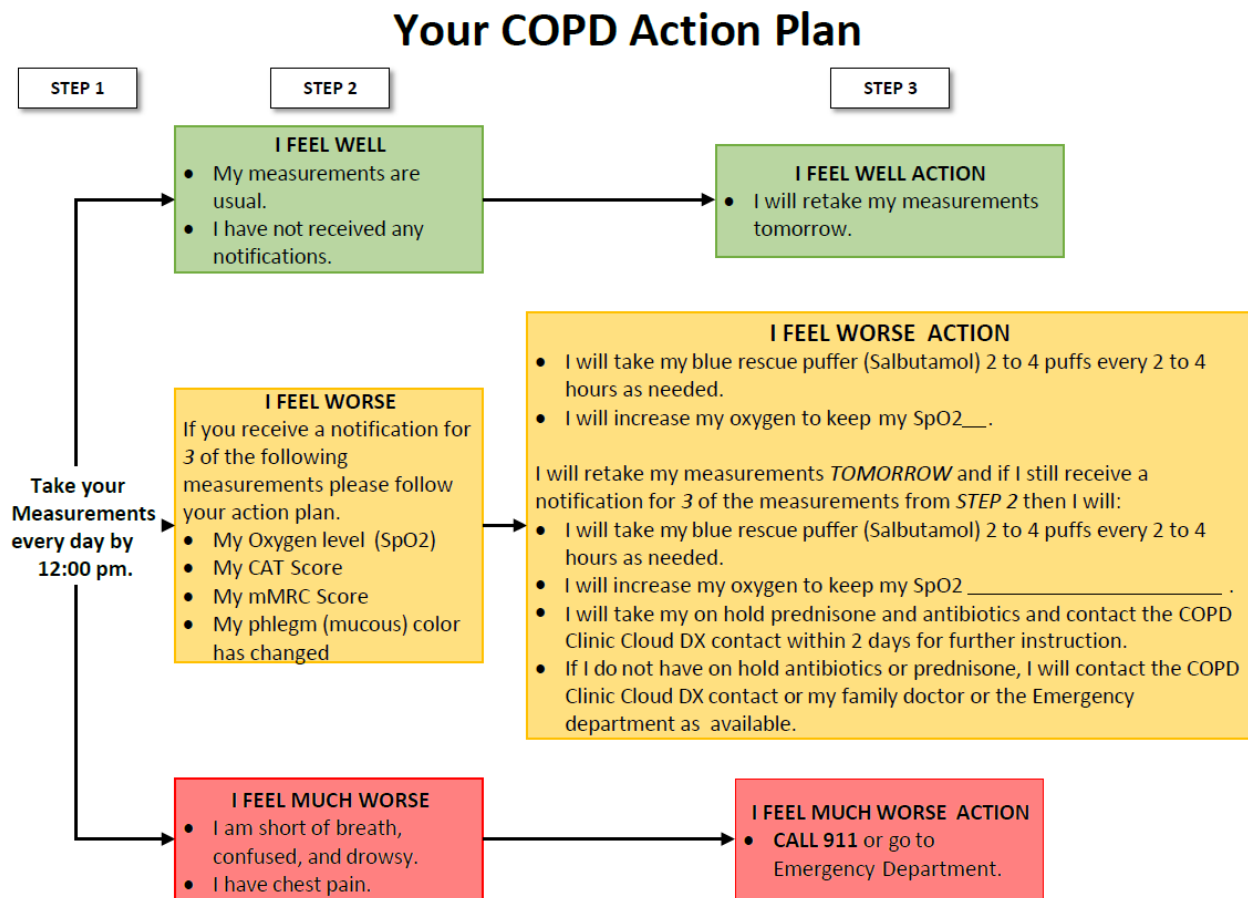 Your COPD Action Plan
STEP 1
STEP 2
STEP 3
Take your
Measurements
every day by
12:00 pm.
I FEEL WELL
• My measurements are
usual.
• I have not received any
notifications.
I FEEL WELL ACTION
• I will retake my measurements
tomorrow.
I FEEL WORSE
If you receive a notification for
3 of the following
measurements please follow
your action plan.
• My Oxygen level (SpO2)
• My CAT Score
• My mMRC Score
• My phlegm (mucous) color
has changed
I FEEL WORSE ACTION
• I will take my blue rescue puffer (Salbutamol) 2 to 4 puffs every 2 to 4
hours as needed.
• I will increase my oxygen to keep my SpO2__.
I will retake my measurements TOMORROW and if I still receive a
notification for 3 of the measurements from STEP 2 then I will:
• I will take my blue rescue puffer (Salbutamol) 2 to 4 puffs every 2 to 4
hours as needed.
• I will increase my oxygen to keep my SpO2 ______________________ .
• I will take my on hold prednisone and antibiotics and contact the COPD
Clinic Cloud DX contact within 2 days for further instruction.
• If I do not have on hold antibiotics or prednisone, I will contact the COPD
Clinic Cloud DX contact or my family doctor or the Emergency
department as available.
I FEEL MUCH WORSE
• I am short of breath,
confused, and drowsy.
• I have chest pain.
I FEEL MUCH WORSE ACTION
• CALL 911 or go to
Emergency Department.